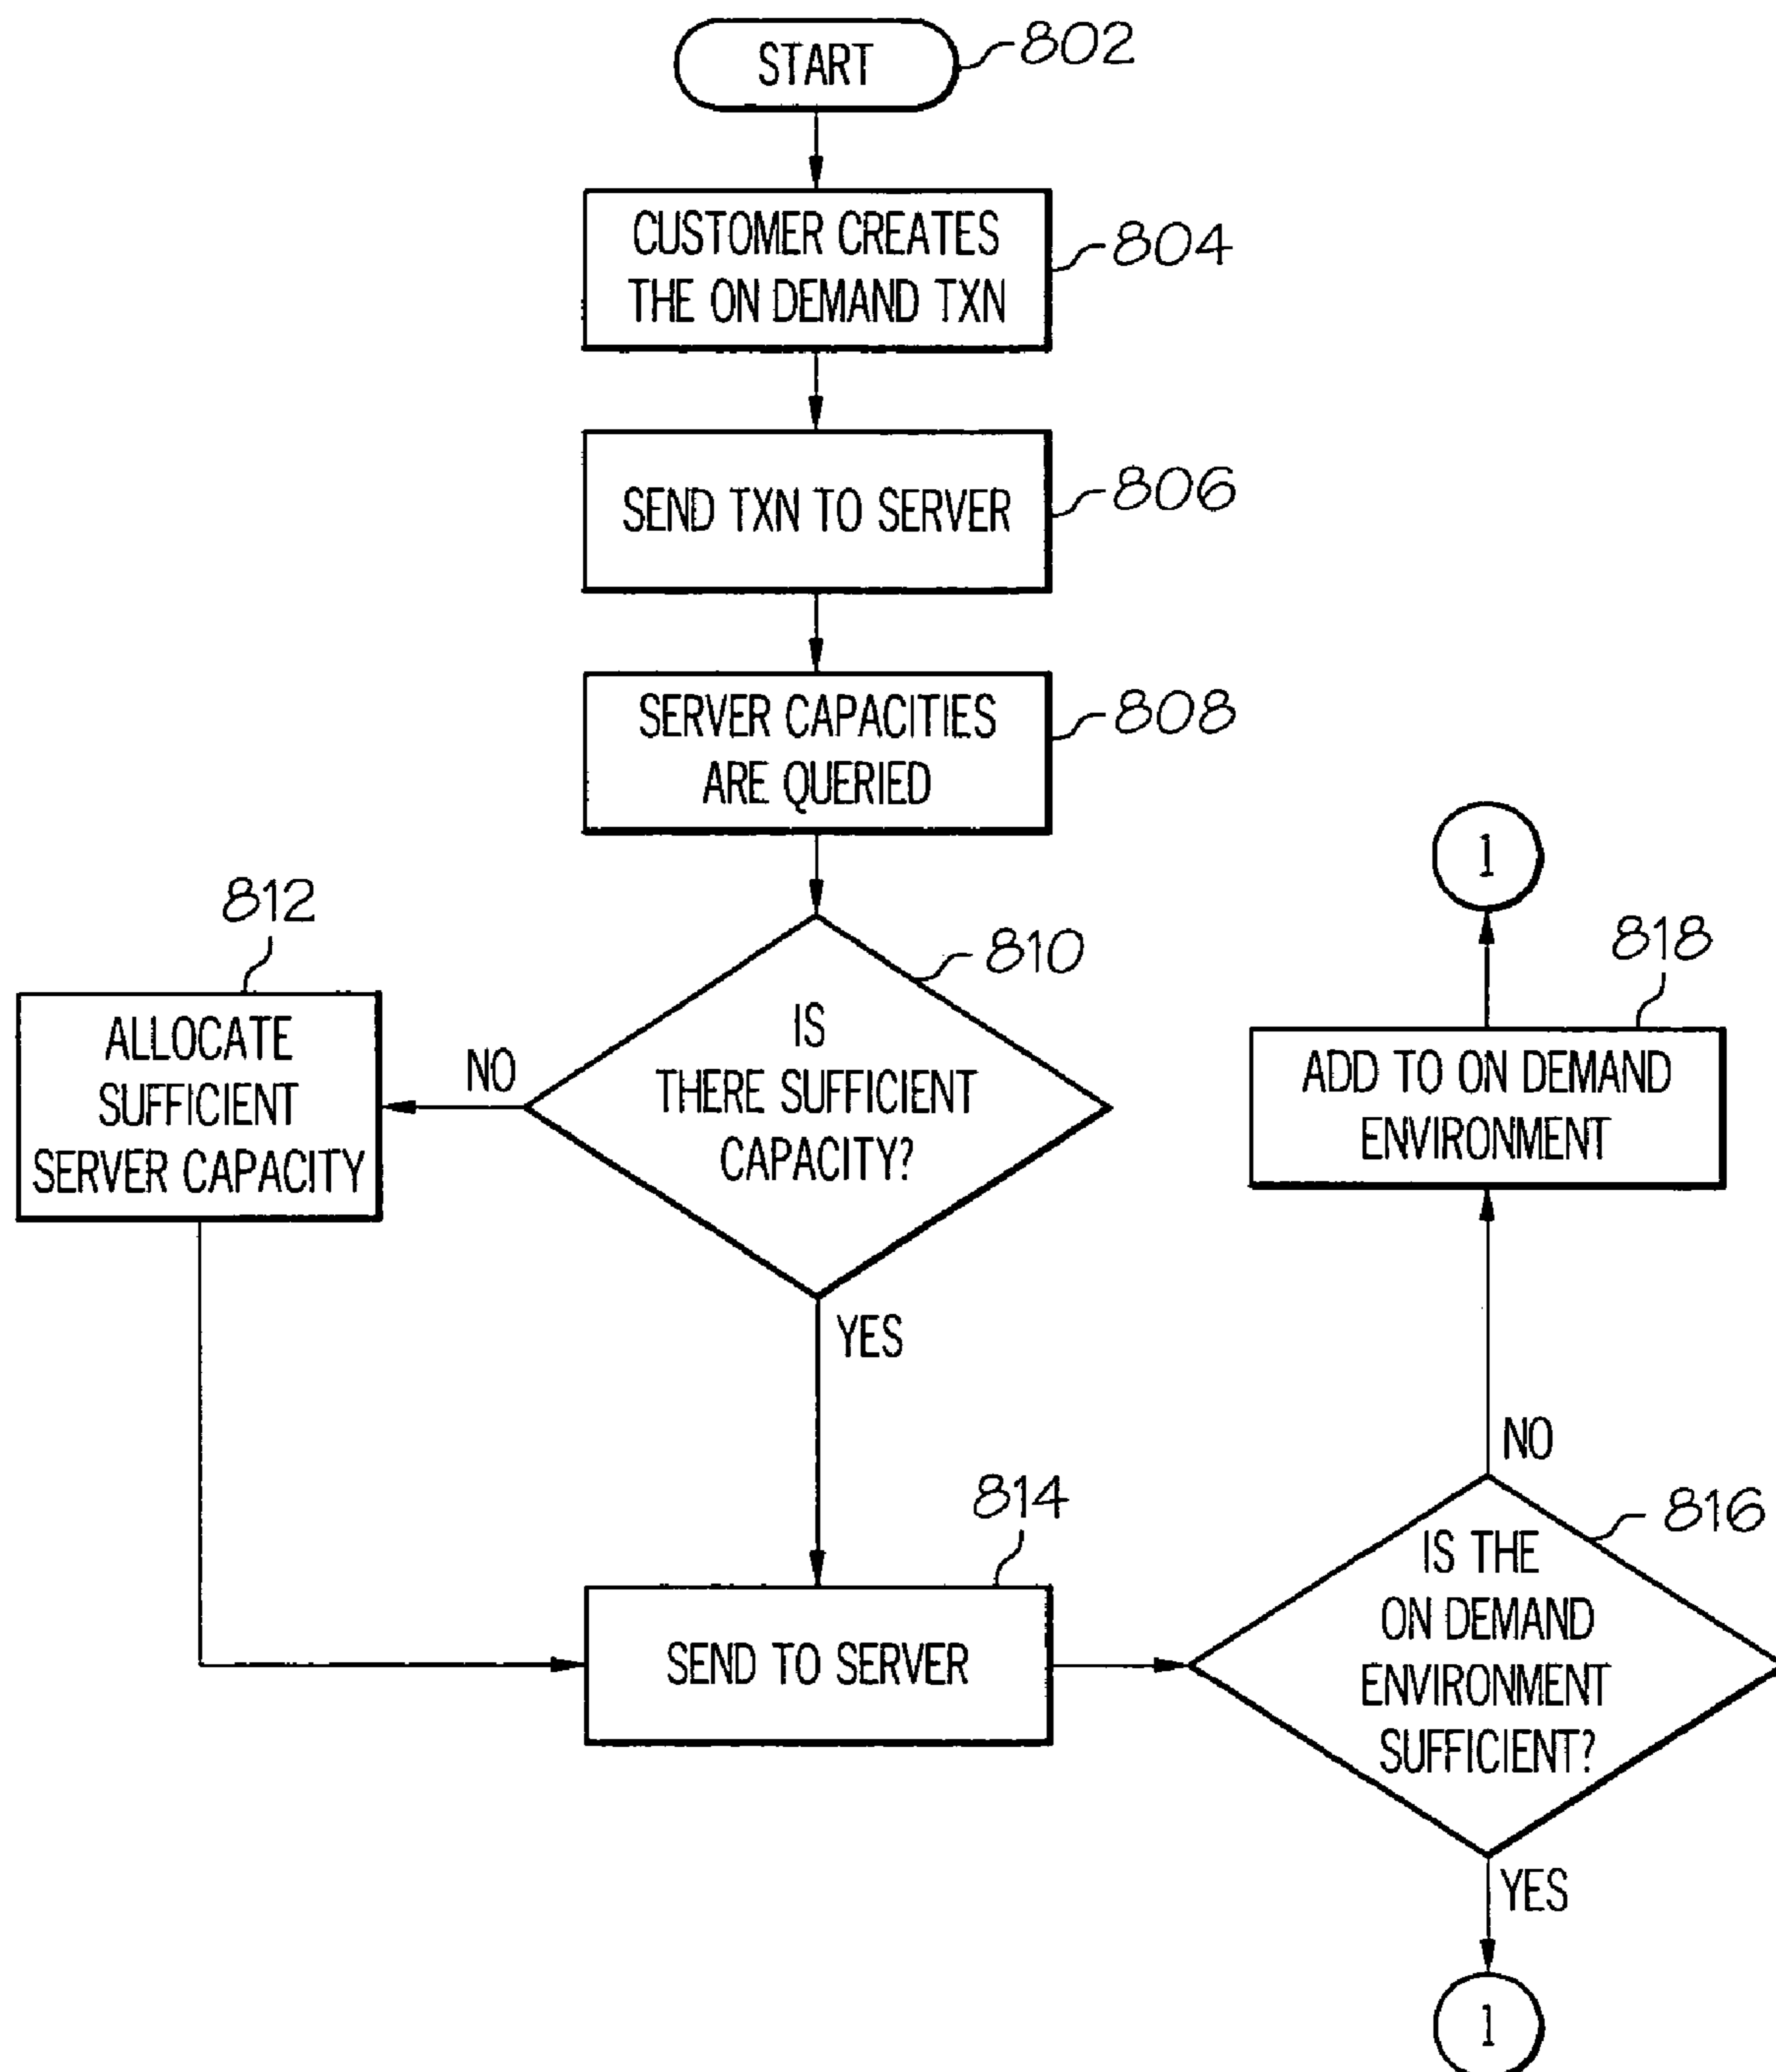 START
802
CUSTOMER CREATES
THE ON DEMAND TXN
804
SEND TXN TO SERVER
806
SERVER CAPACITIES
ARE QUERIED
808
812
ALLOCATE
SUFFICIENT
SERVER CAPACITY
NO
810
IS
THERE SUFFICIENT
CAPACITY?
YES
1
818
ADD TO ON DEMAND
ENVIRONMENT
NO
814
SEND TO SERVER
816
IS THE
ON DEMAND
ENVIRONMENT
SUFFICIENT?
YES
1